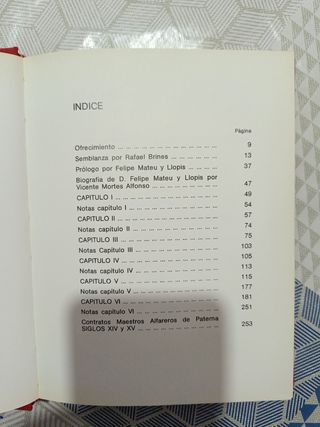 INDICE
Página
Ofrecimiento 9
Semblanza por Rafael Brines 13
Prólogo por Felipe Mateu y Llopis 37
Biografía de D. Felipe Mateu y Llopis por
Vicente Mortes Alfonso 47
CAPITULO I 49
Notas capítulo I 54
CAPITULO II 57
Notas capítulo II 74
CAPITULO III 75
Notas Capítulo III 103
CAPITULO IV 105
Notas capítulo IV 113
CAPITULO V 115
Notas capítulo V 177
CAPITULO VI 181
Notas capítulo VI 251
Contratos Maestros Alfareros de Paterna
SIGLOS XIV y XV 253